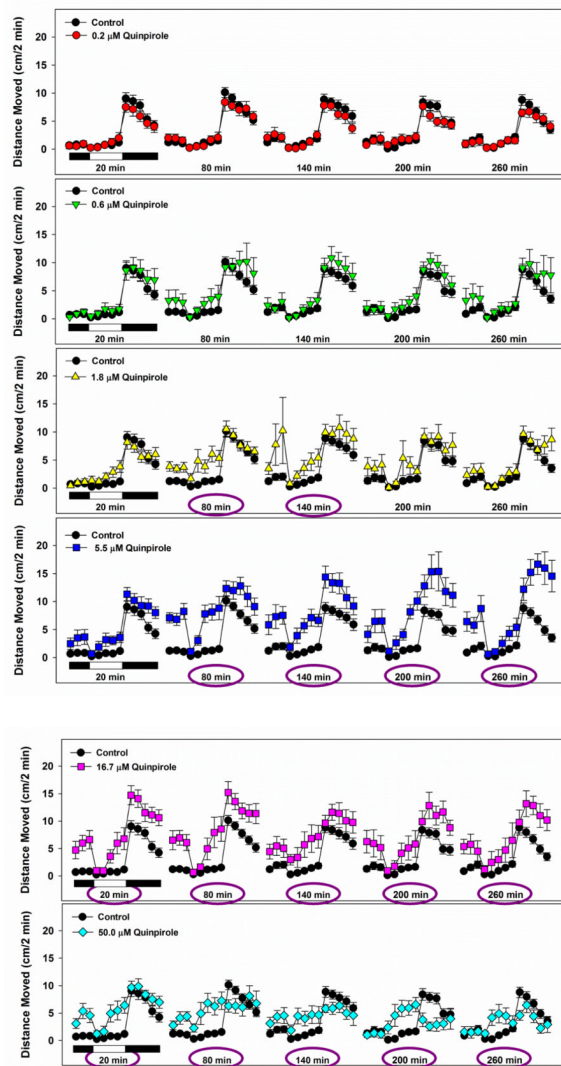 Distance Moved (cm/2 min)
20
15
10
5
0
Control
0.2 µM Quinpirole
20 min 80 min 140 min 200 min 260 min
Distance Moved (cm/2 min)
20
15
10
5
0
Control
0.6 µM Quinpirole
20 min 80 min 140 min 200 min 260 min
Distance Moved (cm/2 min)
20
15
10
5
0
Control
1.8 µM Quinpirole
20 min 80 min 140 min 200 min 260 min
Distance Moved (cm/2 min)
20
15
10
5
0
Control
5.5 µM Quinpirole
20 min 80 min 140 min 200 min 260 min
Distance Moved (cm/2 min)
20
15
10
5
0
Control
16.7 µM Quinpirole
20 min 80 min 140 min 200 min 260 min
Distance Moved (cm/2 min)
20
15
10
5
0
Control
50.0 µM Quinpirole
20 min 80 min 140 min 200 min 260 min